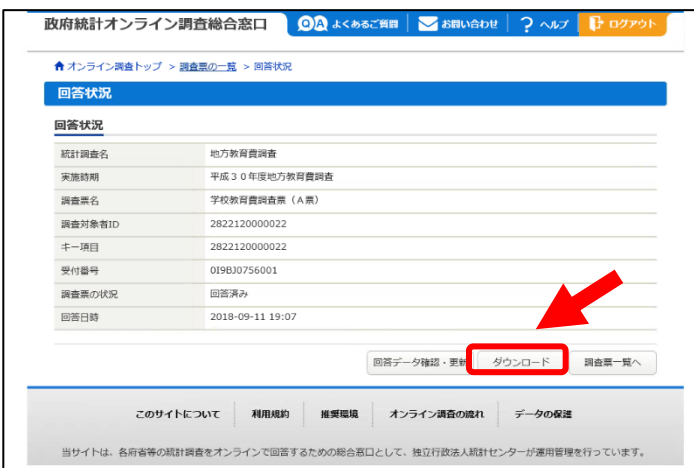 政府統計オンライン調査総合窓口 QA よくあるご質問 お問い合わせ ? ヘルプ ログアウト
オンライン調査トップ > 調査票の一覧 > 回答状況
回答状況
回答状況
統計調査名 地方教育費調査
実施時期 平成30年度地方教育費調査
調査票名 学校教育費調査票(A票)
調査対象者ID 2822120000022
キー項目 2822120000022
受付番号 0I9BJ0756001
調査票の状況 回答済み
回答日時 2018-09-11 19:07
回答データ確認・更新 ダウンロード 調査票一覧へ
このサイトについて 利用規約 推奨環境 オンライン調査の流れ データの保護
当サイトは、各府省等の統計調査をオンラインで回答するための総合窓口として、独立行政法人統計センターが運用管理を行っています。